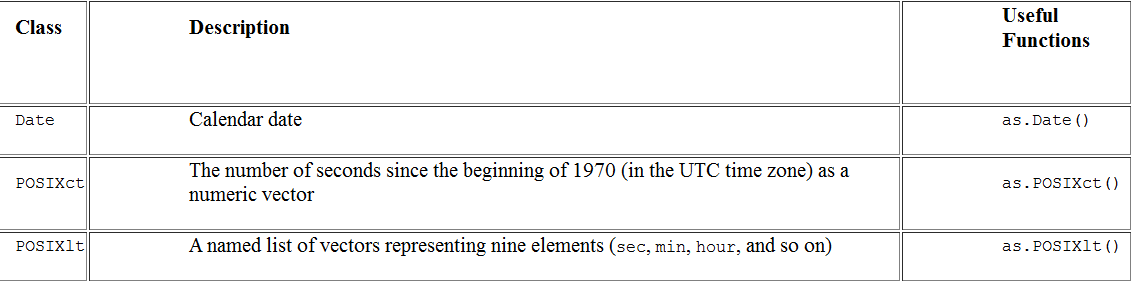 Class Description Useful
Functions
Date Calendar date as.Date()
POSIXct The number of seconds since the beginning of 1970 (in the UTC time zone) as a
numeric vector as.POSIXct()
POSIXlt A named list of vectors representing nine elements (sec, min, hour, and so on) as.POSIXlt()